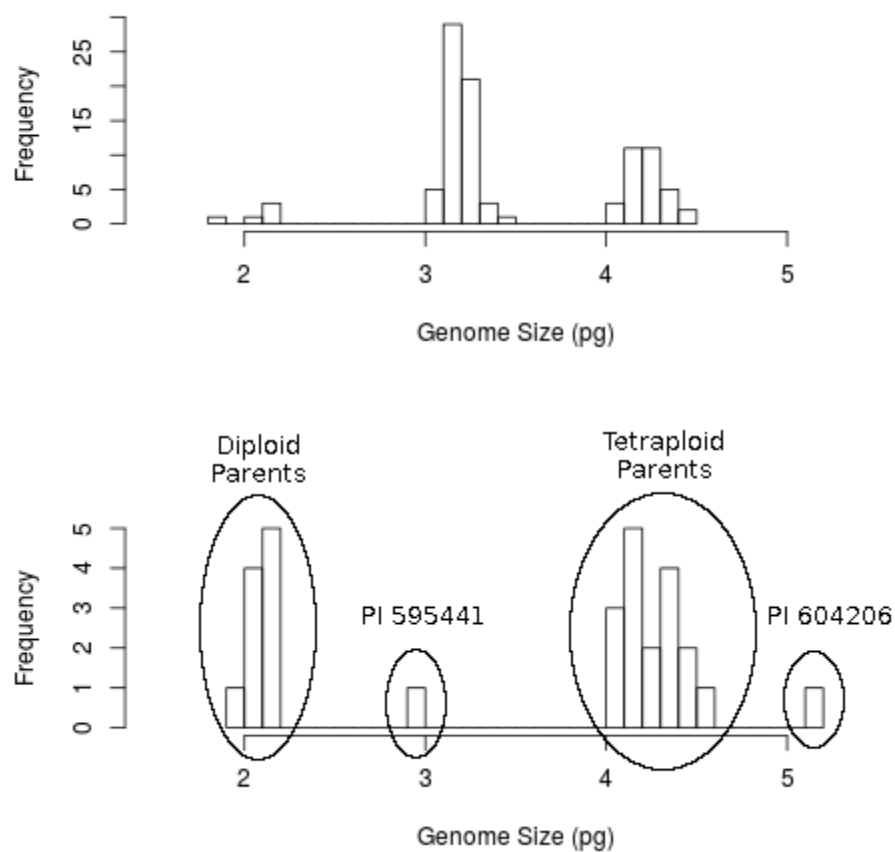 Frequency
25
15
5
0
2 3 4 5
Genome Size (pg)
Diploid
Parents
Tetraploid
Parents
PI 595441
PI 604206
Frequency
5
4
3
2
1
0
2 3 4 5
Genome Size (pg)